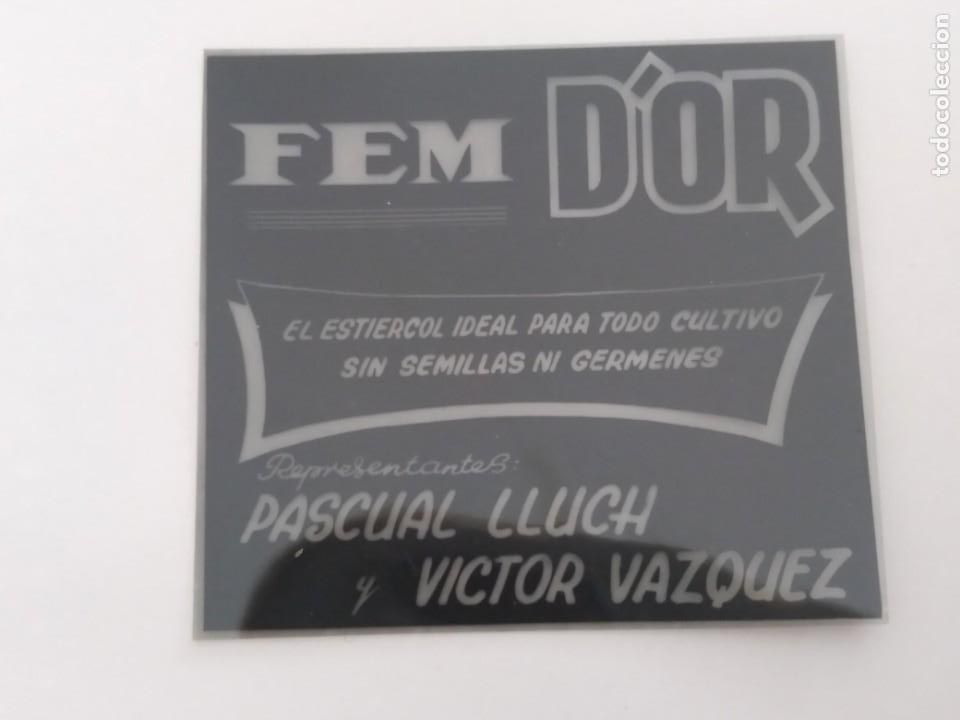 FEM D'OR
EL ESTIERCOL IDEAL PARA TODO CULTIVO
SIN SEMILLAS NI GERMENES
Representantes:
PASCUAL LLUCH
y VICTOR VAZQUEZ
todocoleccion